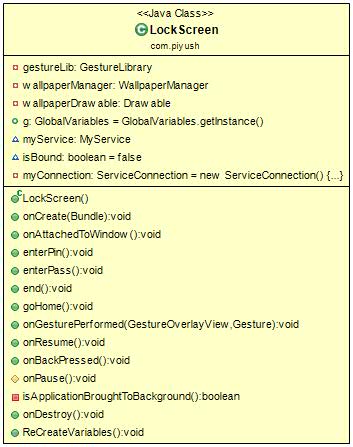 <<Java Class>>
LockScreen
com.piyush
gestureLib: GestureLibrary
wallpaperManager: WallpaperManager
wallpaperDrawable: Drawable
g: GlobalVariables = GlobalVariables.getInstance()
myService: MyService
isBound: boolean = false
myConnection: ServiceConnection = new ServiceConnection() {...}
LockScreen()
onCreate(Bundle):void
onAttachedToWindow():void
enterPin():void
enterPass():void
end():void
goHome():void
onGesturePerformed(GestureOverlayView,Gesture):void
onResume():void
onBackPressed():void
onPause():void
isApplicationBroughtToBackground():boolean
onDestroy():void
ReCreateVariables():void